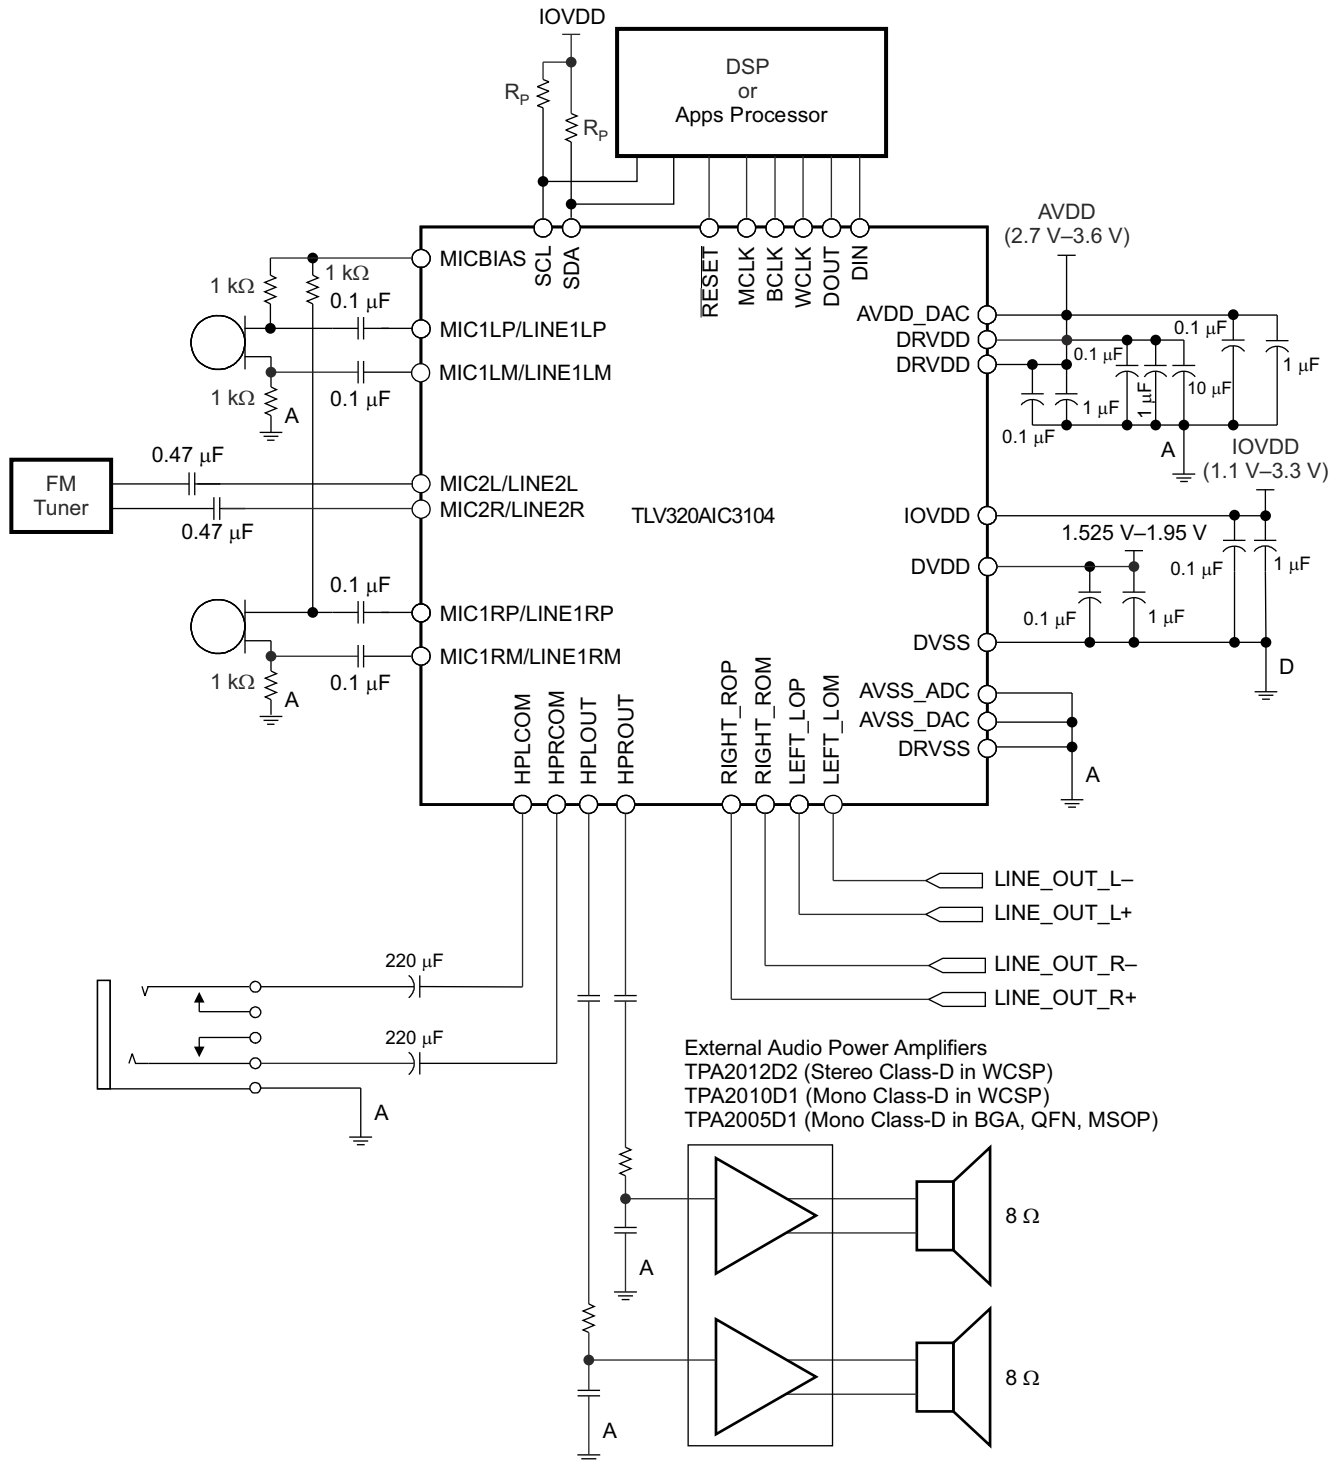 IOVDD
DSP
or
Apps Processor
RP
RP
SCL
SDA
RESET
MCLK
BCLK
WCLK
DOUT
DIN
AVDD
(2.7 V–3.6 V)
MICBIAS
1 kΩ
1 kΩ
0.1 μF
MIC1LP/LINE1LP
MIC1LM/LINE1LM
1 kΩ
0.1 μF
A
AVDD_DAC
DRVDD
DRVDD
0.1 μF
0.1 μF
1 μF
10 μF
1 μF
1 μF
0.1 μF
A
IOVDD
(1.1 V–3.3 V)
FM
Tuner
0.47 μF
0.47 μF
MIC2L/LINE2L
MIC2R/LINE2R
TLV320AIC3104
IOVDD
1.525 V–1.95 V
DVDD
0.1 μF
1 μF
0.1 μF
1 μF
DVSS
D
0.1 μF
MIC1RP/LINE1RP
MIC1RM/LINE1RM
1 kΩ
0.1 μF
A
AVSS_ADC
AVSS_DAC
DRVSS
A
HPLCOM
HPRCOM
HPLOUT
HPROUT
RIGHT_ROP
RIGHT_ROM
LEFT_LOP
LEFT_LOM
LINE_OUT_L–
LINE_OUT_L+
LINE_OUT_R–
LINE_OUT_R+
220 μF
220 μF
A
External Audio Power Amplifiers
TPA2012D2 (Stereo Class-D in WCSP)
TPA2010D1 (Mono Class-D in WCSP)
TPA2005D1 (Mono Class-D in BGA, QFN, MSOP)
8 Ω
A
8 Ω
A